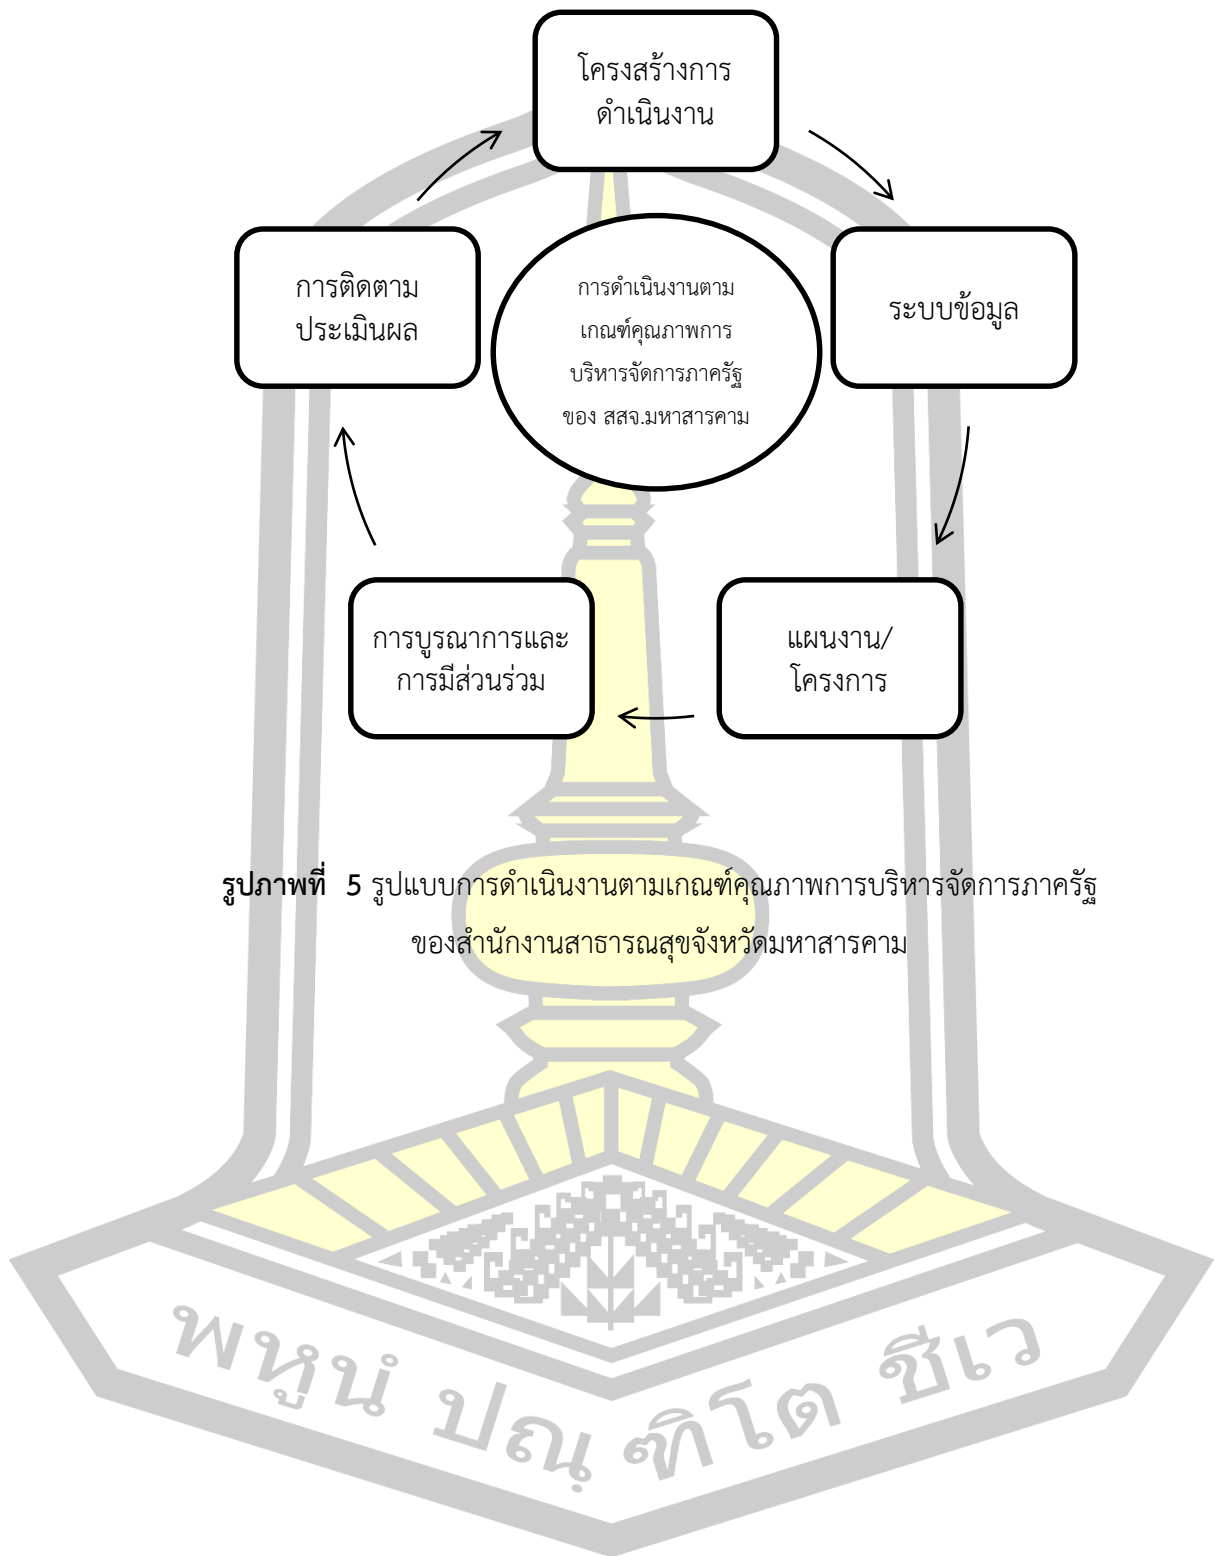 โครงสร้างการ
ดำเนินงาน
การติดตาม
ประเมินผล
การดำเนินงานตาม
เกณฑ์คุณภาพการ
บริหารจัดการภาครัฐ
ของ สสจ.มหาสารคาม
ระบบข้อมูล
การบูรณาการและ
การมีส่วนร่วม
แผนงาน/
โครงการ
รูปภาพที่ 5 รูปแบบการดำเนินงานตามเกณฑ์คุณภาพการบริหารจัดการภาครัฐ
ของสำนักงานสาธารณสุขจังหวัดมหาสารคาม
พหูนํ ปณฺฑิโต ชีเว